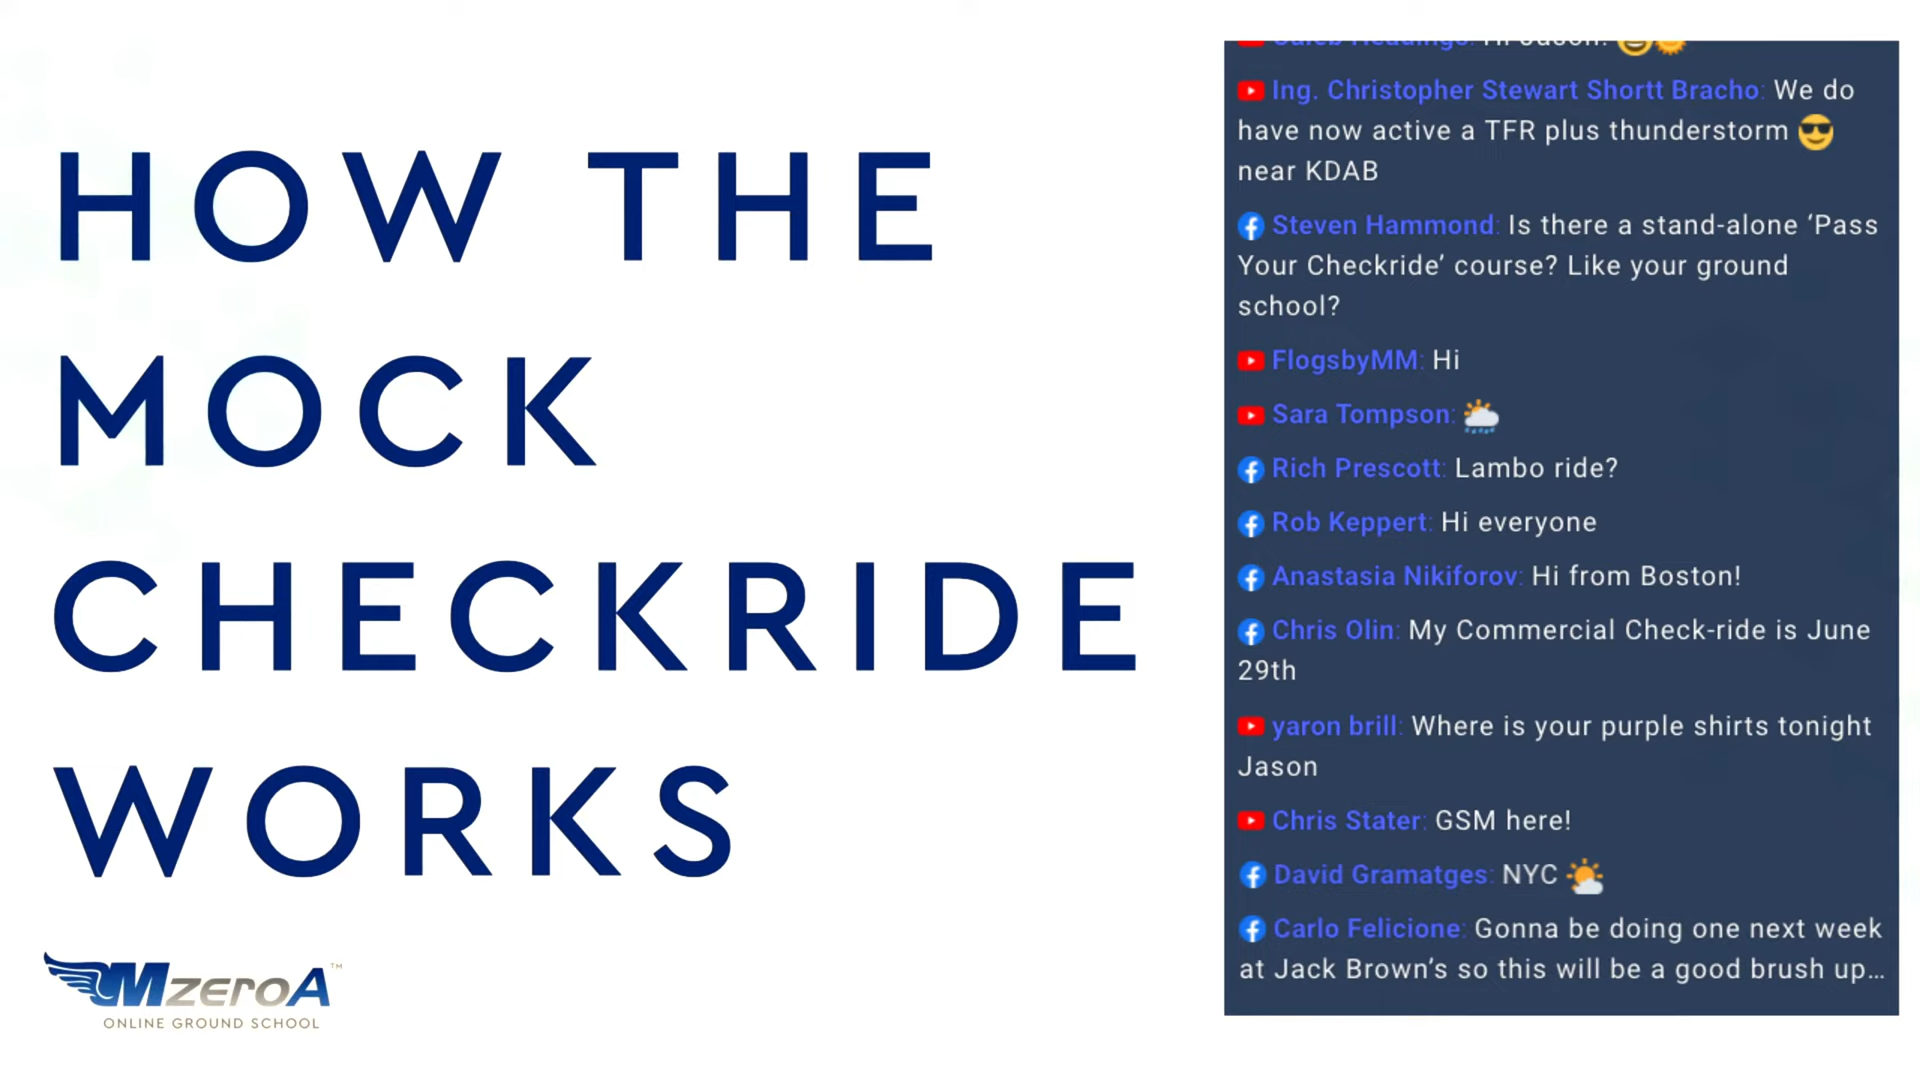 HOW THE
MOCK
CHECKRIDE
WORKS
MZEROA™
ONLINE GROUND SCHOOL
Ing. Christopher Stewart Shortt Bracho: We do
have now active a TFR plus thunderstorm 😎
near KDAB
Steven Hammond: Is there a stand-alone ‘Pass
Your Checkride’ course? Like your ground
school?
FlogsbyMM: Hi
Sara Tompson: 🌦
Rich Prescott: Lambo ride?
Rob Keppert: Hi everyone
Anastasia Nikiforov: Hi from Boston!
Chris Olin: My Commercial Check-ride is June
29th
yaron brill: Where is your purple shirts tonight
Jason
Chris Stater: GSM here!
David Gramatges: NYC 🌤
Carlo Felicione: Gonna be doing one next week
at Jack Brown’s so this will be a good brush up...